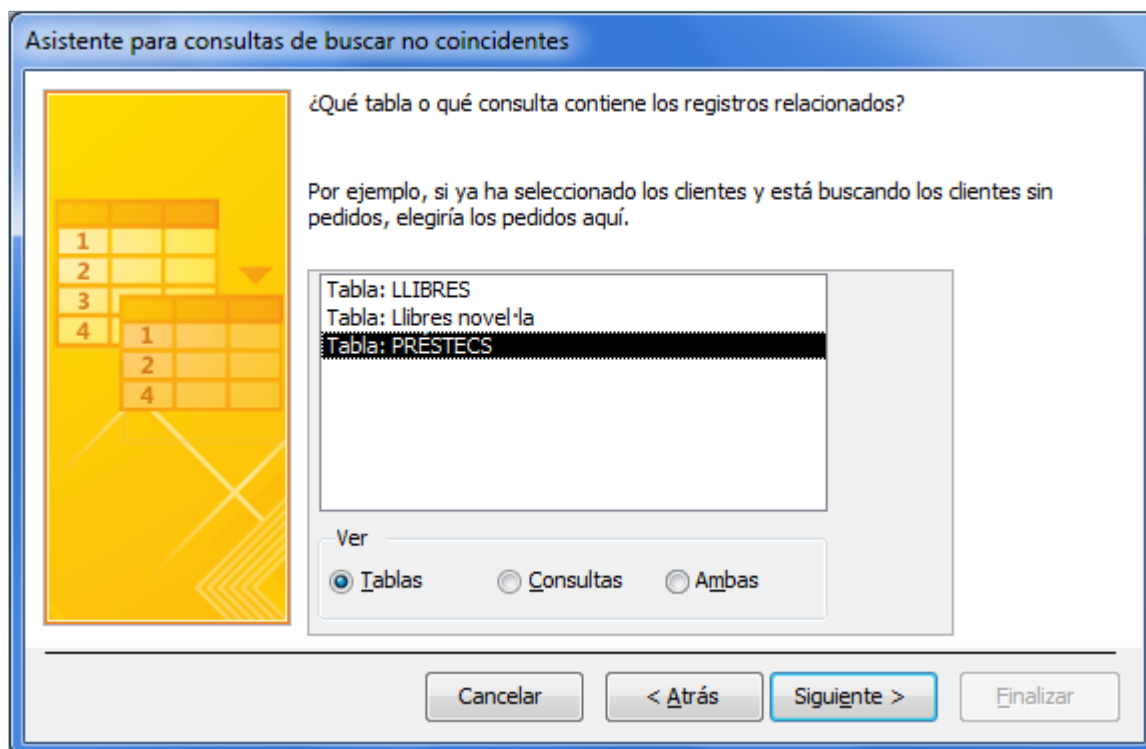 Asistente para consultas de buscar no coincidentes
¿Qué tabla o qué consulta contiene los registros relacionados?
Por ejemplo, si ya ha seleccionado los clientes y está buscando los clientes sin
pedidos, elegiría los pedidos aquí.
1
2
3
4
1
2
4
Tabla: LLIBRES
Tabla: Llibres novel·la
Tabla: PRÉSTECS
Ver
Tablas Consultas Ambas
Cancelar < Atrás Siguiente > Finalizar